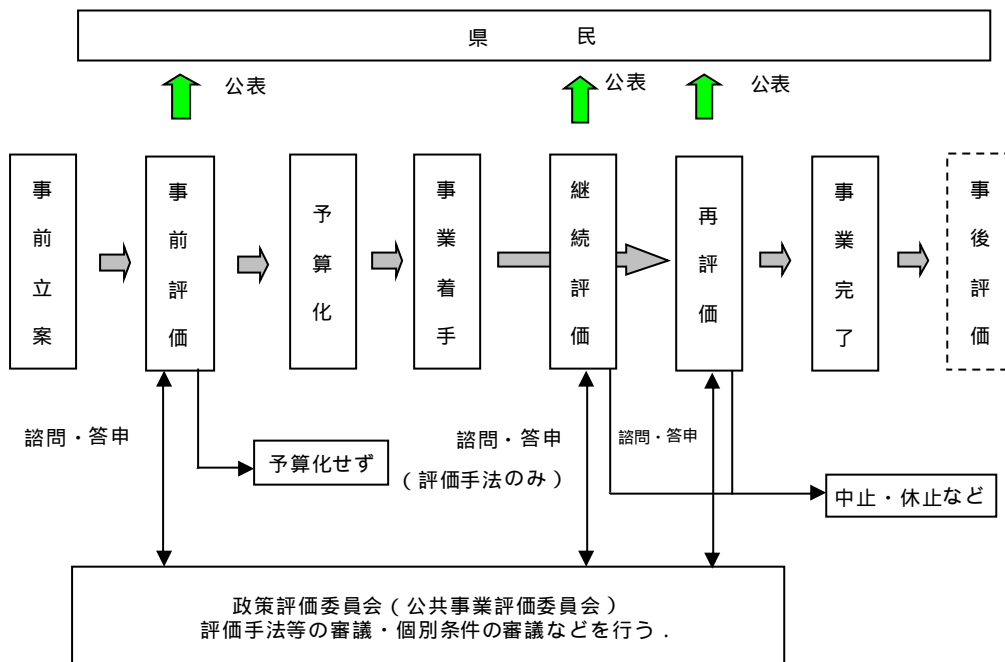 県 民
公表
公表
公表
事前立案
事前評価
予算化
事業着手
継続評価
再評価
事業完了
事後評価
諮問・答申
予算化せず
諮問・答申
（評価手法のみ）
諮問・答申
中止・休止など
政策評価委員会（公共事業評価委員会）
評価手法等の審議・個別条件の審議などを行う．